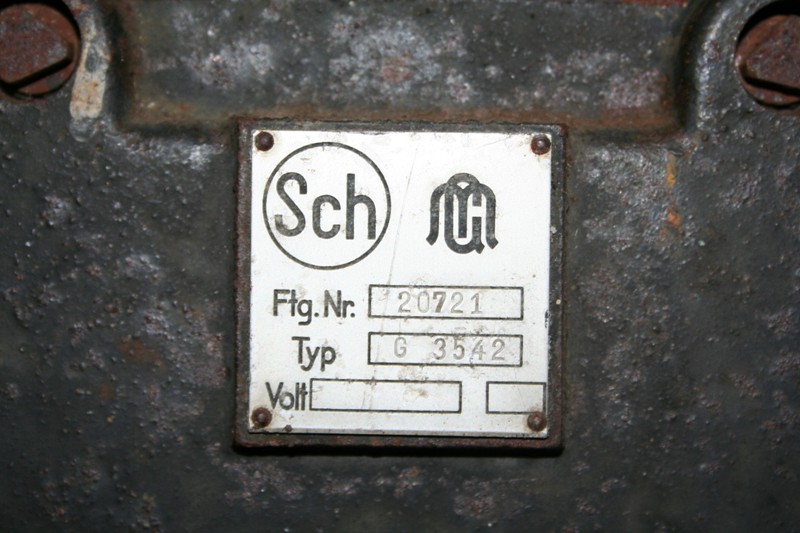 Sch
Ftg. Nr. 20721
Typ G 3542
Volt